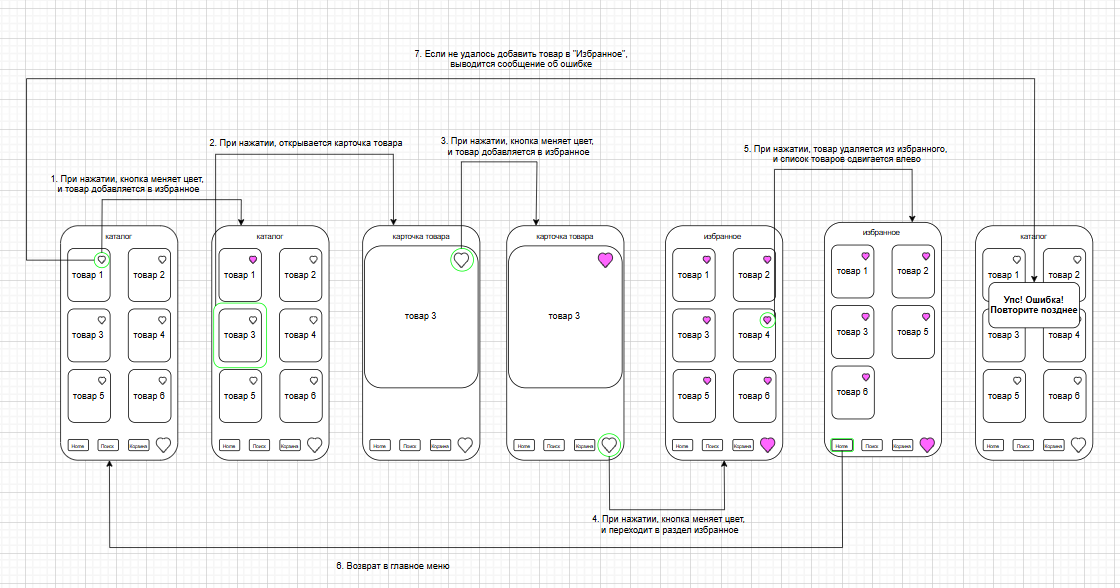 7. Если не удалось добавить товар в "Избранное",
выводится сообщение об ошибке
2. При нажатии, открывается карточка товара
3. При нажатии, кнопка меняет цвет,
и товар добавляется в избранное
5. При нажатии, товар удаляется из избранного,
и список товаров сдвигается влево
1. При нажатии, кнопка меняет цвет,
и товар добавляется в избранное
каталог
товар 1
товар 2
товар 3
товар 4
товар 5
товар 6
Home
Поиск
Корзина
каталог
товар 1
товар 2
товар 3
товар 4
товар 5
товар 6
Home
Поиск
Корзина
карточка товара
товар 3
Home
Поиск
Корзина
карточка товара
товар 3
Home
Поиск
Корзина
избранное
товар 1
товар 2
товар 3
товар 4
товар 5
товар 6
Home
Поиск
Корзина
избранное
товар 1
товар 2
товар 3
товар 5
товар 6
Home
Поиск
Корзина
каталог
товар 1
товар 2
Упс! Ошибка!
Повторите позднее
товар 3
товар 4
товар 5
товар 6
Home
Поиск
Корзина
4. При нажатии, кнопка меняет цвет,
и переходит в раздел избранное
6. Возврат в главное меню